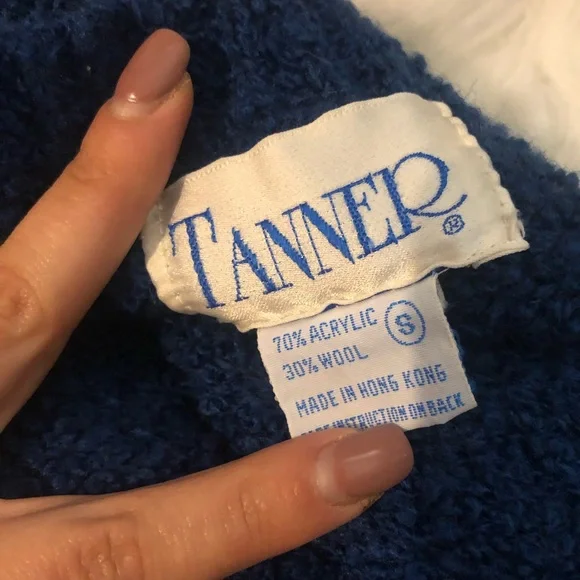 TANNER®
70% ACRYLIC
30% WOOL
S
MADE IN HONG KONG
INSTRUCTION ON BACK